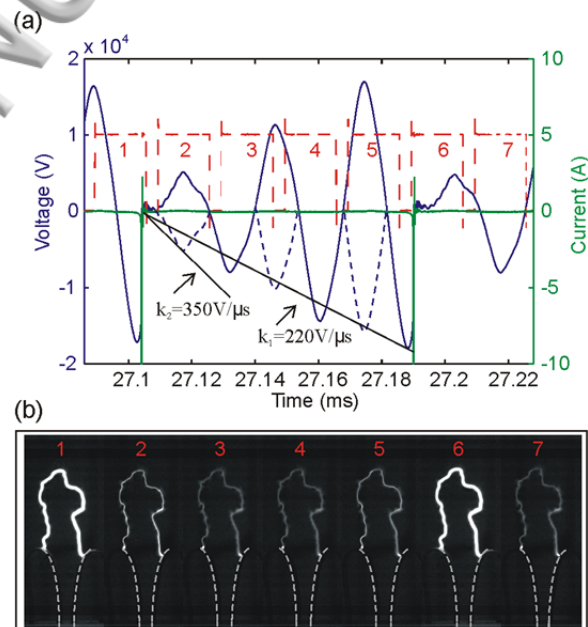 (a)
2 x 10⁴
10
1
5
0
0
-1
-5
-2
-10
Voltage (V)
Current (A)
1 2 3 4 5 6 7
k₂=350V/µs
k₁=220V/µs
27.1 27.12 27.14 27.16 27.18 27.2 27.22
Time (ms)
(b)
1 2 3 4 5 6 7